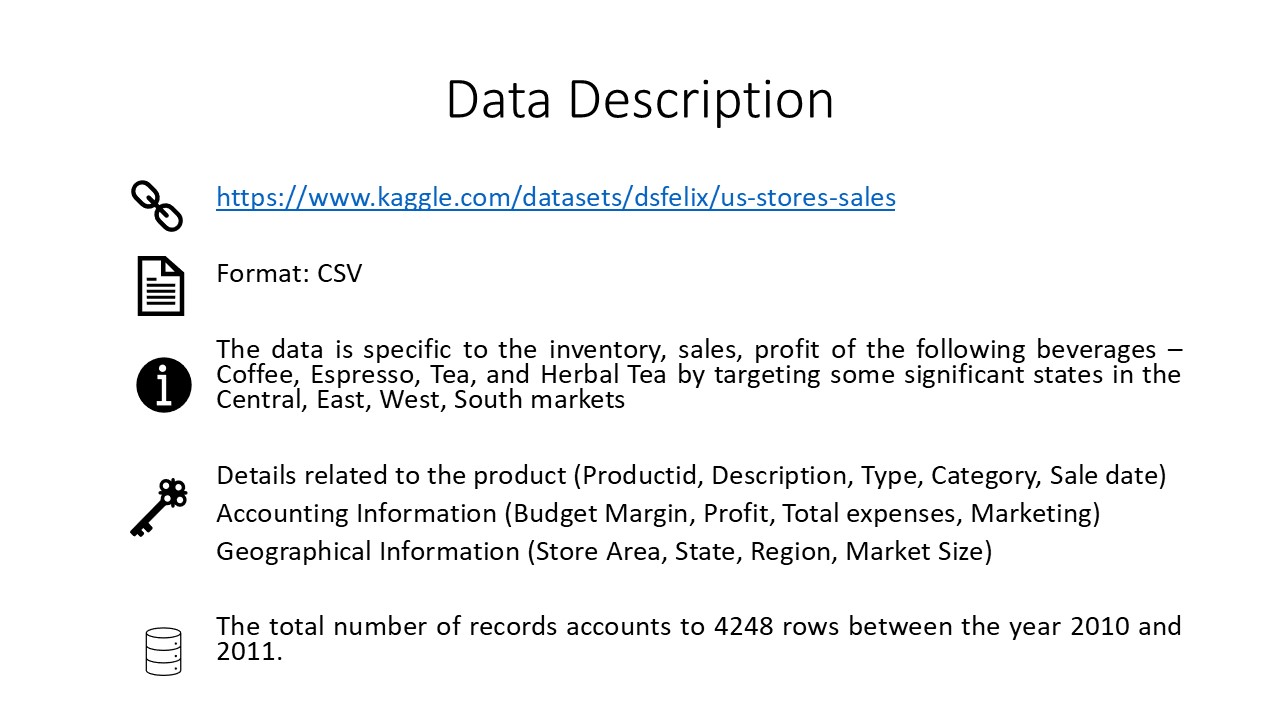 Data Description
https://www.kaggle.com/datasets/dsfelix/us-stores-sales
Format: CSV
The data is specific to the inventory, sales, profit of the following beverages –
Coffee, Espresso, Tea, and Herbal Tea by targeting some significant states in the
Central, East, West, South markets
Details related to the product (Productid, Description, Type, Category, Sale date)
Accounting Information (Budget Margin, Profit, Total expenses, Marketing)
Geographical Information (Store Area, State, Region, Market Size)
The total number of records accounts to 4248 rows between the year 2010 and
2011.